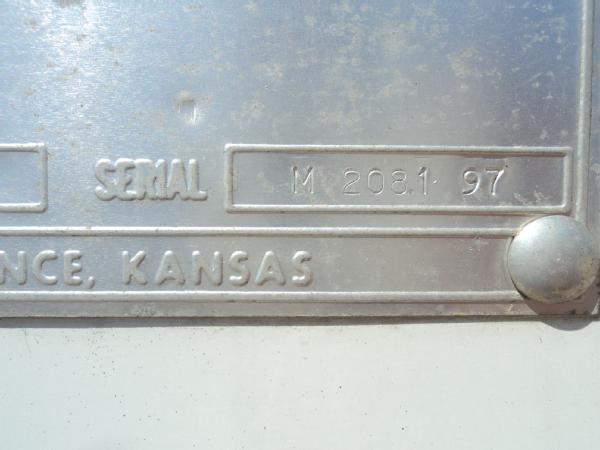 SERIAL M 2081 97
NCE, KANSAS